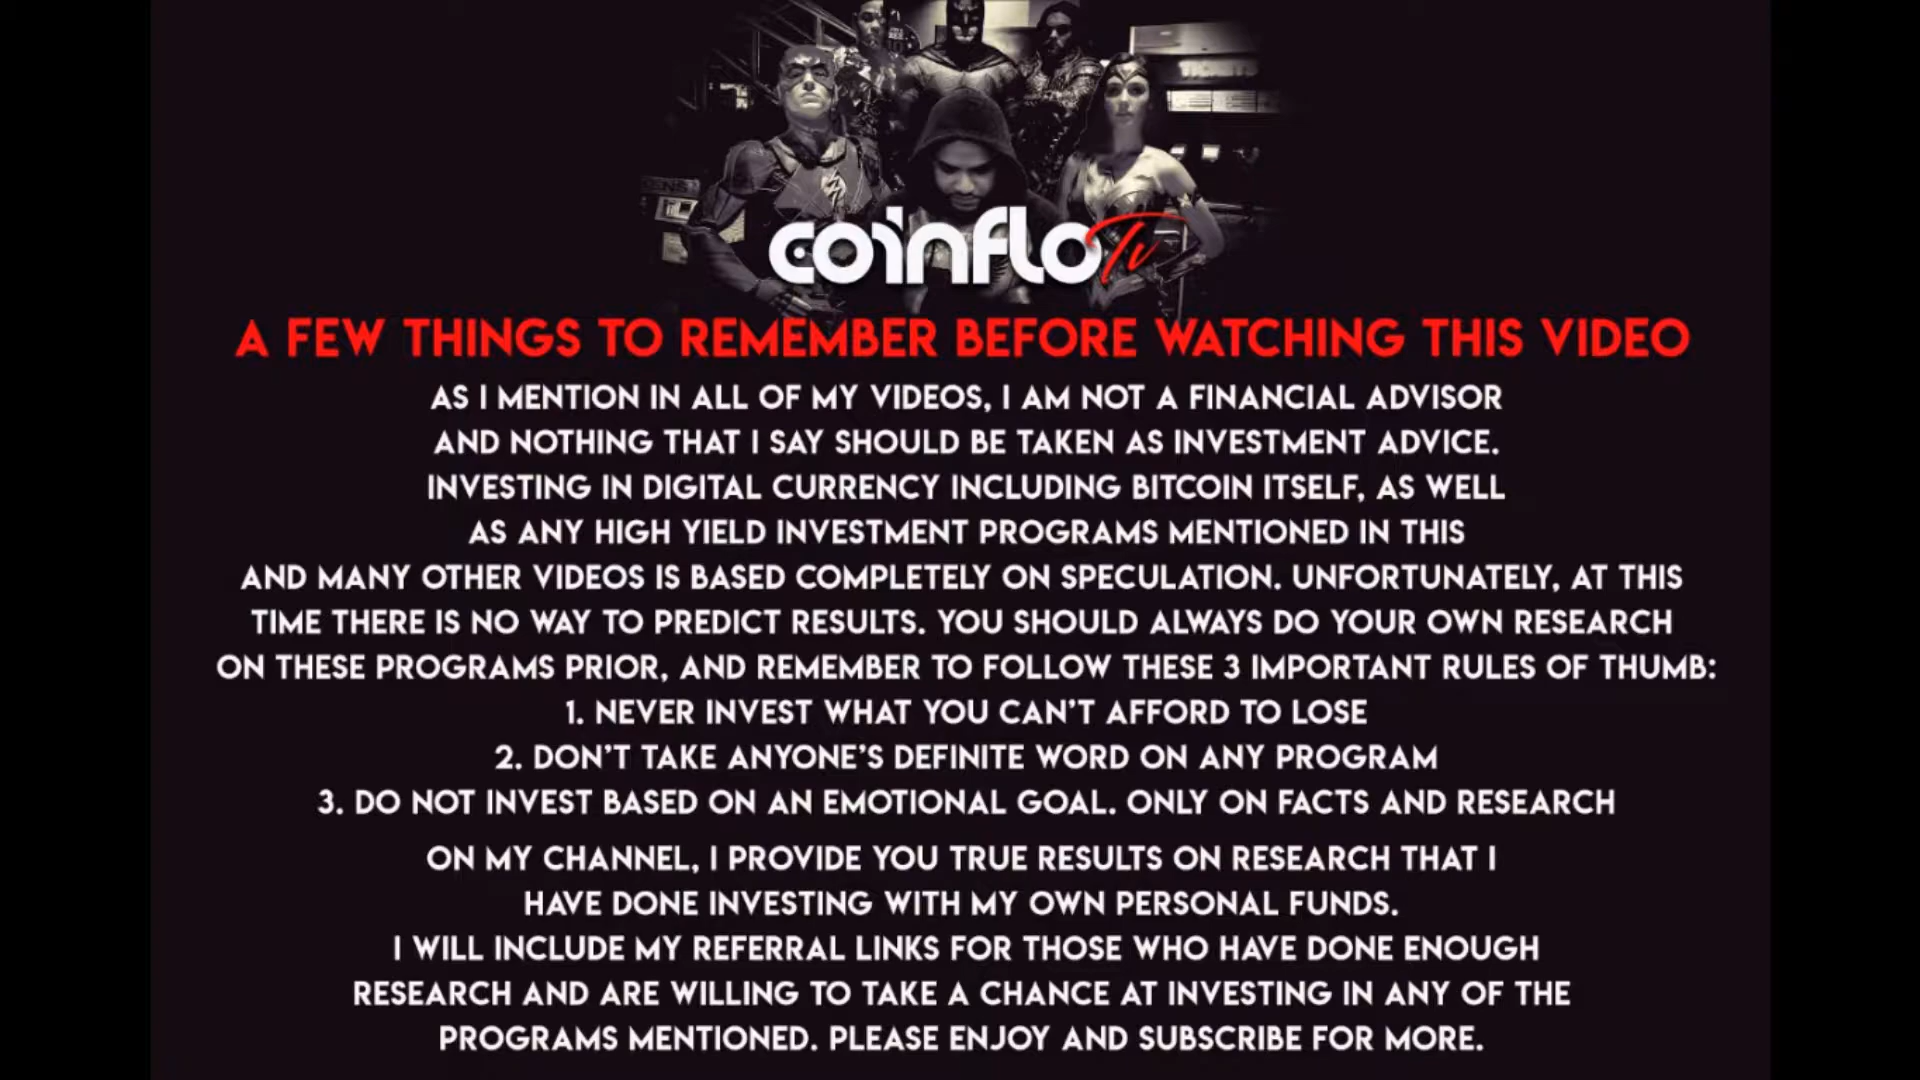 coinflo Tv
A FEW THINGS TO REMEMBER BEFORE WATCHING THIS VIDEO
AS I MENTION IN ALL OF MY VIDEOS, I AM NOT A FINANCIAL ADVISOR
AND NOTHING THAT I SAY SHOULD BE TAKEN AS INVESTMENT ADVICE.
INVESTING IN DIGITAL CURRENCY INCLUDING BITCOIN ITSELF, AS WELL
AS ANY HIGH YIELD INVESTMENT PROGRAMS MENTIONED IN THIS
AND MANY OTHER VIDEOS IS BASED COMPLETELY ON SPECULATION. UNFORTUNATELY, AT THIS
TIME THERE IS NO WAY TO PREDICT RESULTS. YOU SHOULD ALWAYS DO YOUR OWN RESEARCH
ON THESE PROGRAMS PRIOR, AND REMEMBER TO FOLLOW THESE 3 IMPORTANT RULES OF THUMB:
1. NEVER INVEST WHAT YOU CAN'T AFFORD TO LOSE
2. DON'T TAKE ANYONE'S DEFINITE WORD ON ANY PROGRAM
3. DO NOT INVEST BASED ON AN EMOTIONAL GOAL. ONLY ON FACTS AND RESEARCH
ON MY CHANNEL, I PROVIDE YOU TRUE RESULTS ON RESEARCH THAT I
HAVE DONE INVESTING WITH MY OWN PERSONAL FUNDS.
I WILL INCLUDE MY REFERRAL LINKS FOR THOSE WHO HAVE DONE ENOUGH
RESEARCH AND ARE WILLING TO TAKE A CHANCE AT INVESTING IN ANY OF THE
PROGRAMS MENTIONED. PLEASE ENJOY AND SUBSCRIBE FOR MORE.